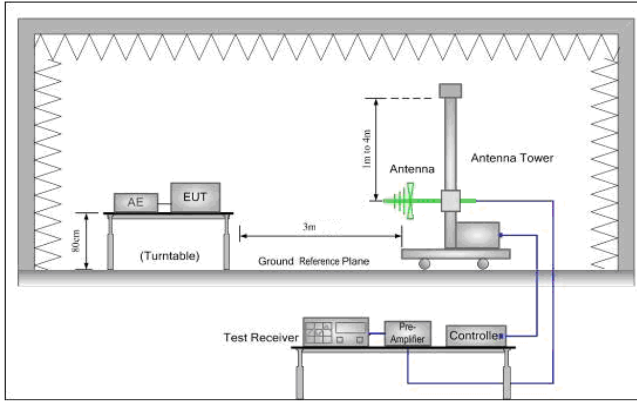 1m to 4m
Antenna
Antenna Tower
AE
EUT
80cm
3m
(Turntable)
Ground Reference Plane
Test Receiver
Pre-
Amplifier
Controller